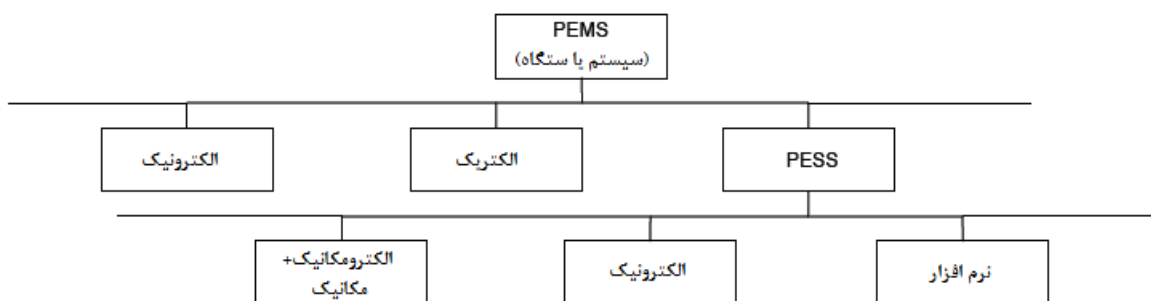 PEMS
(سیستم یا ستگاه)
الکترونیک
الکتریک
PESS
الکترومکانیک+
مکانیک
الکترونیک
نرم افزار